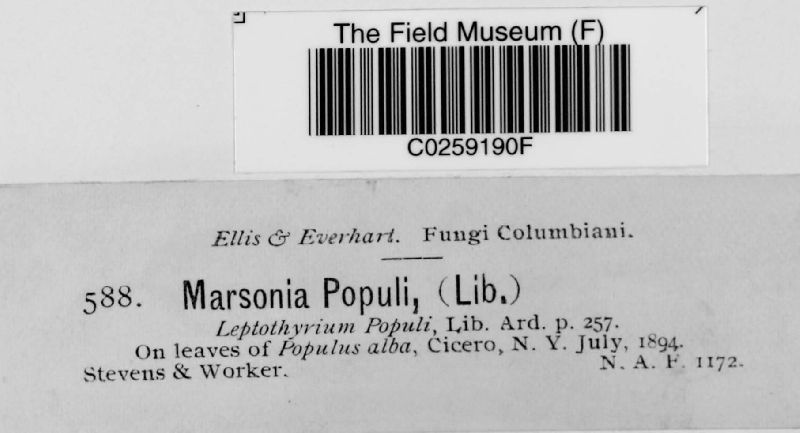 The Field Museum (F)
C0259190F
Ellis & Everhart. Fungi Columbiani.
588. Marsonia Populi, (Lib.)
Leptothyrium Populi, Lib. Ard. p. 257.
On leaves of Populus alba, Cicero, N. Y. July, 1894.
Stevens & Worker. N. A. F. 1172.